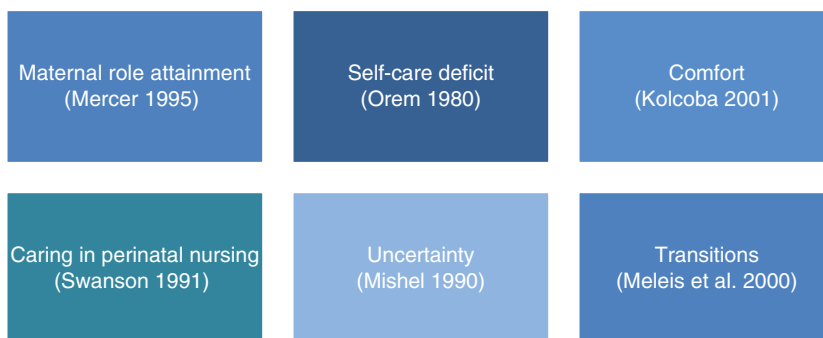 Maternal role attainment
(Mercer 1995)
Self-care deficit
(Orem 1980)
Comfort
(Kolcoba 2001)
Caring in perinatal nursing
(Swanson 1991)
Uncertainty
(Mishel 1990)
Transitions
(Meleis et al. 2000)